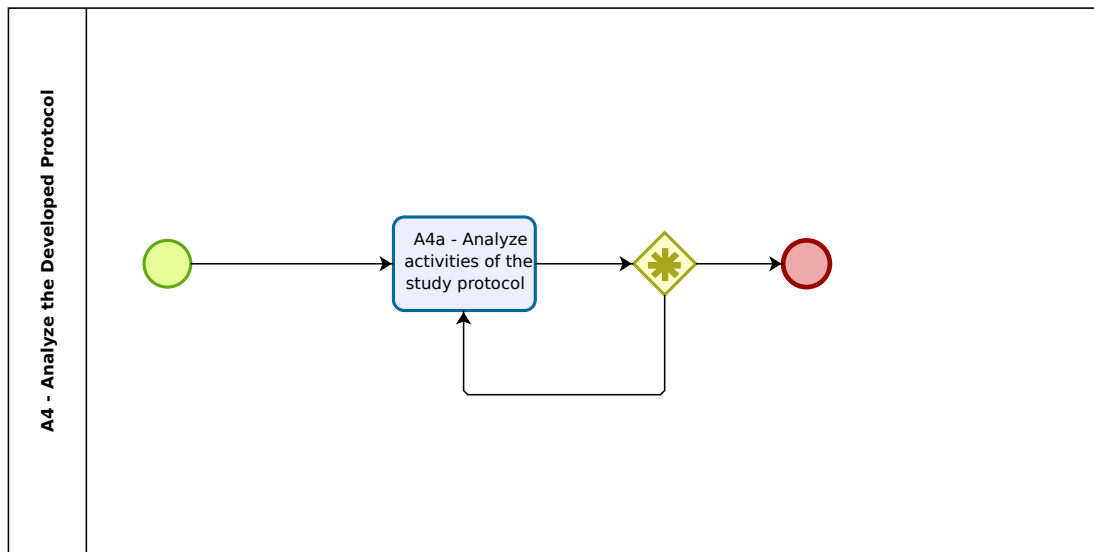 A4 - Analyze the Developed Protocol
A4a - Analyze
activities of the
study protocol